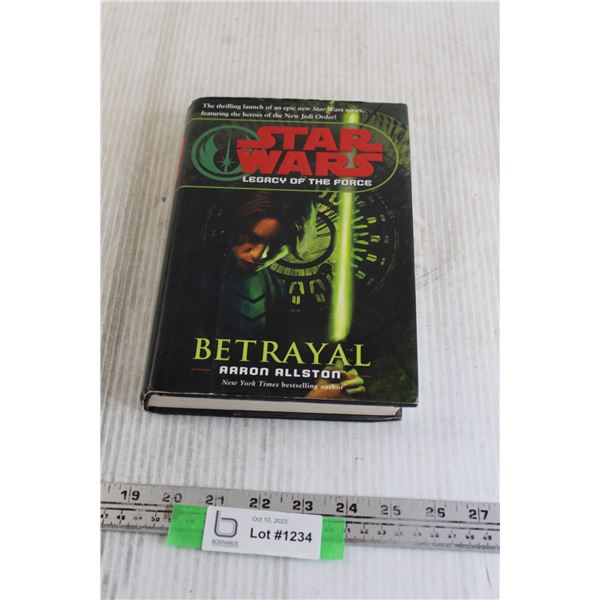 The thrilling launch of an epic new Star Wars series,
featuring the heroes of the New Jedi Order!
STAR
WARS
LEGACY OF THE FORCE
BETRAYAL
AARON ALLSTON
New York Times bestselling author
19 20 21 22 23 24 25 26 27
b
Oct 10, 2023
Lot #1234